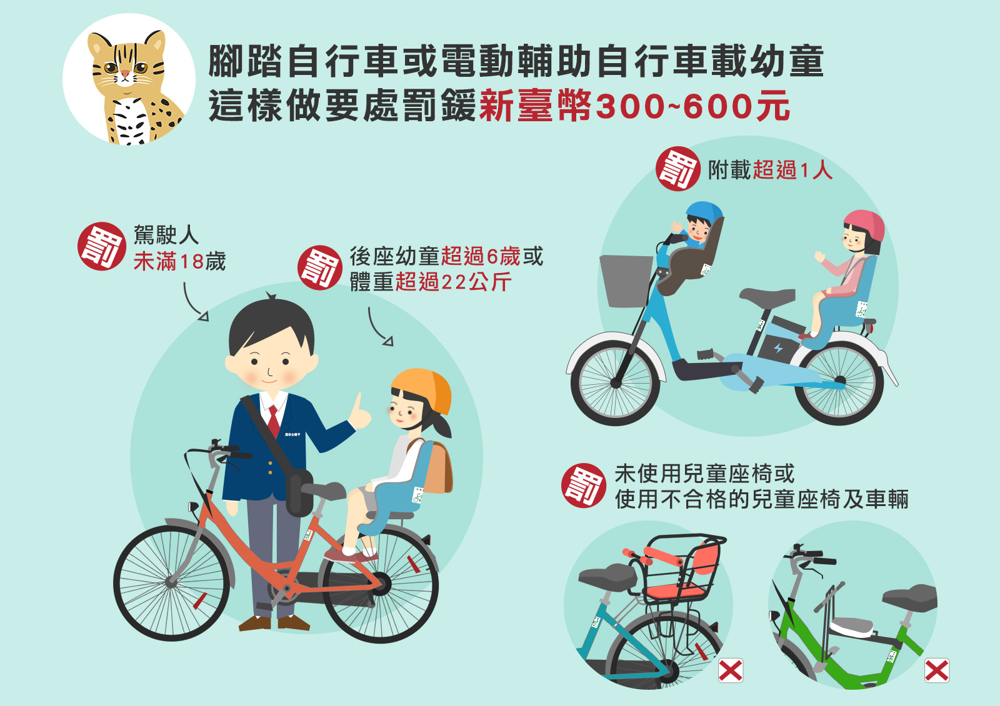 腳踏自行車或電動輔助自行車載幼童
這樣做要處罰鍰新臺幣300~600元
罰 附載超過1人
罰 駕駛人
未滿18歲
罰 後座幼童超過6歲或
體重超過22公斤
罰 未使用兒童座椅或
使用不合格的兒童座椅及車輛